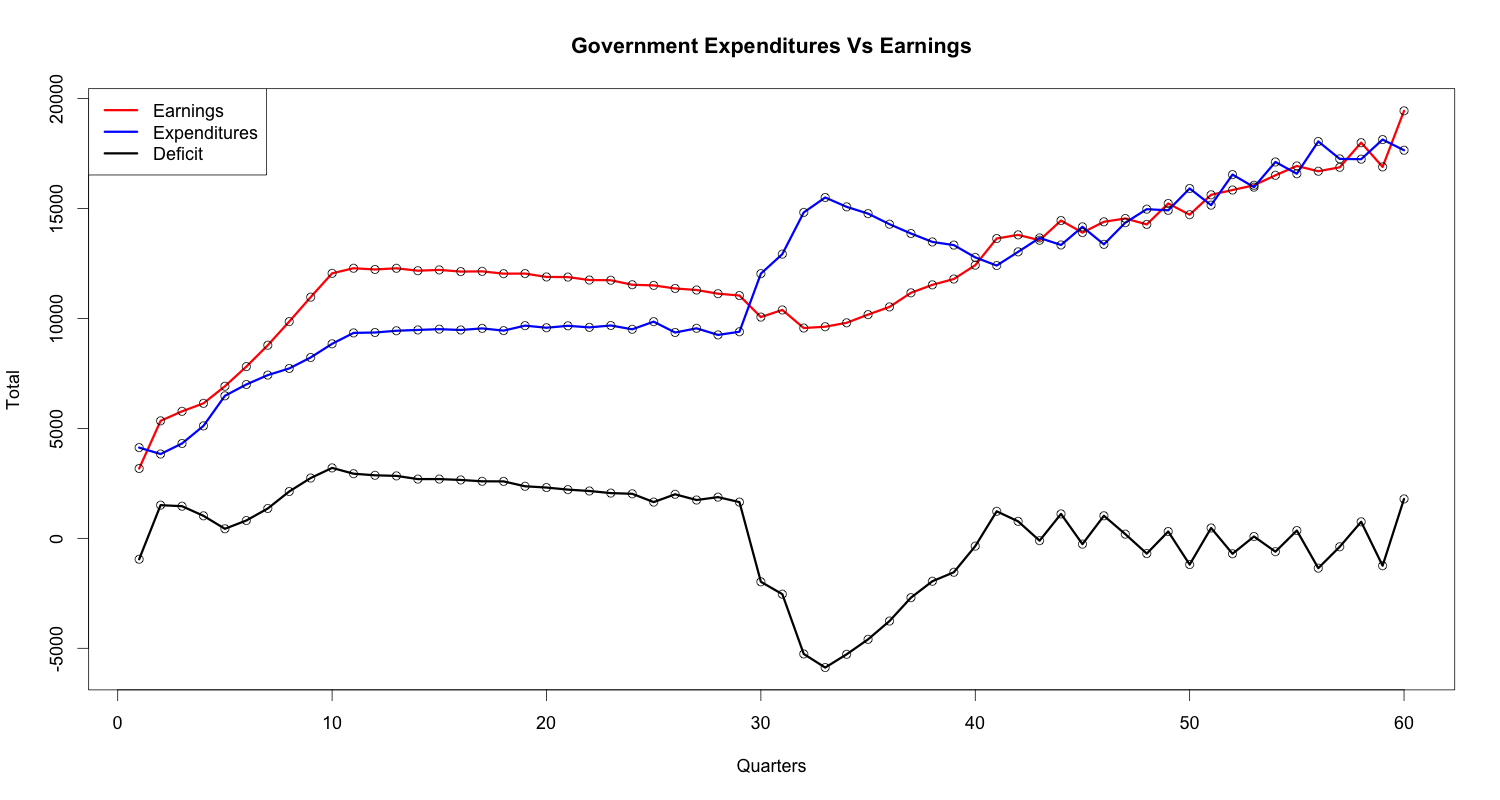 Government Expenditures Vs Earnings
Earnings
Expenditures
Deficit
Total
20000
15000
10000
5000
0
-5000
0 10 20 30 40 50 60
Quarters